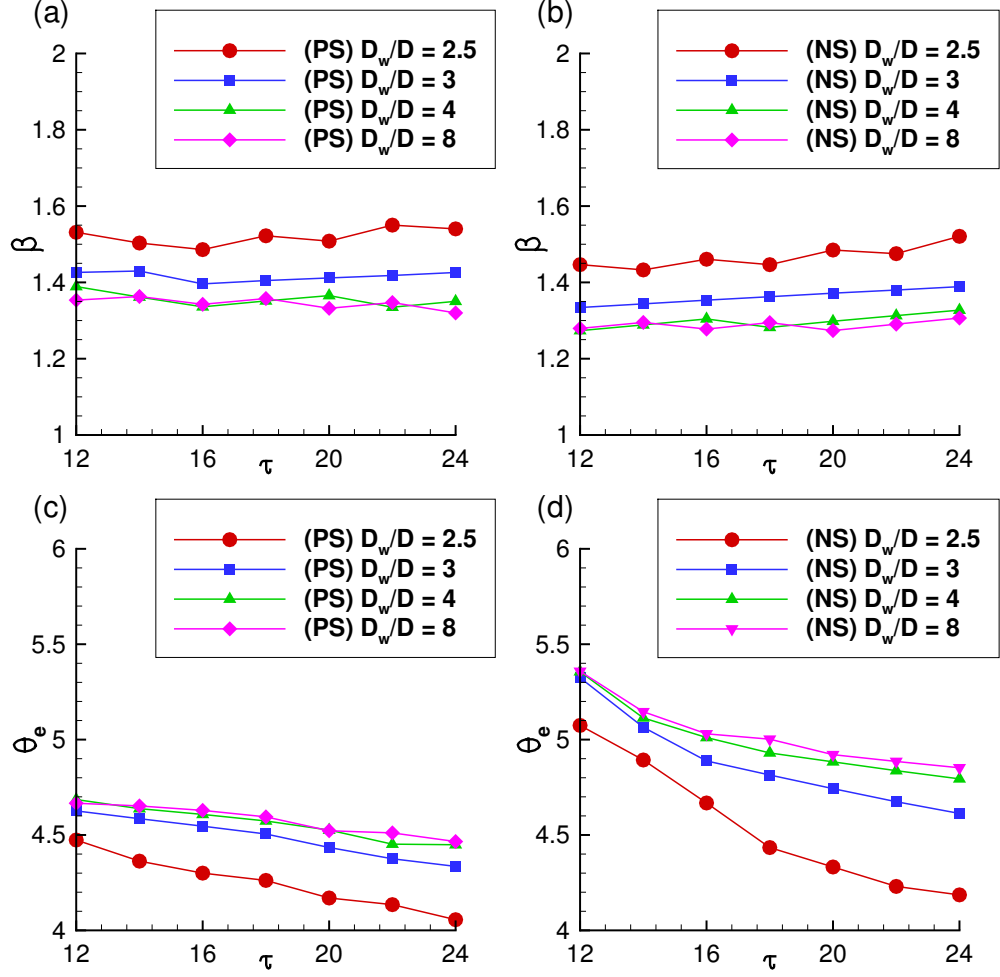 (a)
(PS) D_w/D = 2.5
(PS) D_w/D = 3
(PS) D_w/D = 4
(PS) D_w/D = 8
2
1.8
1.6
β
1.4
1.2
1
12 16 τ 20 24
(b)
(NS) D_w/D = 2.5
(NS) D_w/D = 3
(NS) D_w/D = 4
(NS) D_w/D = 8
2
1.8
1.6
β
1.4
1.2
1
12 16 τ 20 24
(c)
(PS) D_w/D = 2.5
(PS) D_w/D = 3
(PS) D_w/D = 4
(PS) D_w/D = 8
6
5.5
5
θ_e
4.5
4
12 16 τ 20 24
(d)
(NS) D_w/D = 2.5
(NS) D_w/D = 3
(NS) D_w/D = 4
(NS) D_w/D = 8
6
5.5
5
θ_e
4.5
4
12 16 τ 20 24